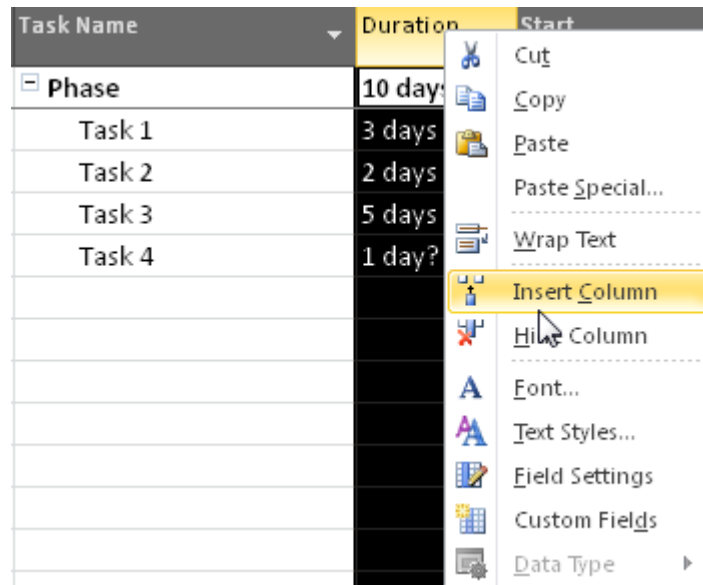 Task Name Duration Start
Phase 10 days
Task 1 3 days
Task 2 2 days
Task 3 5 days
Task 4 1 day?
Cut
Copy
Paste
Paste Special...
Wrap Text
Insert Column
Hide Column
Font...
Text Styles...
Field Settings
Custom Fields
Data Type